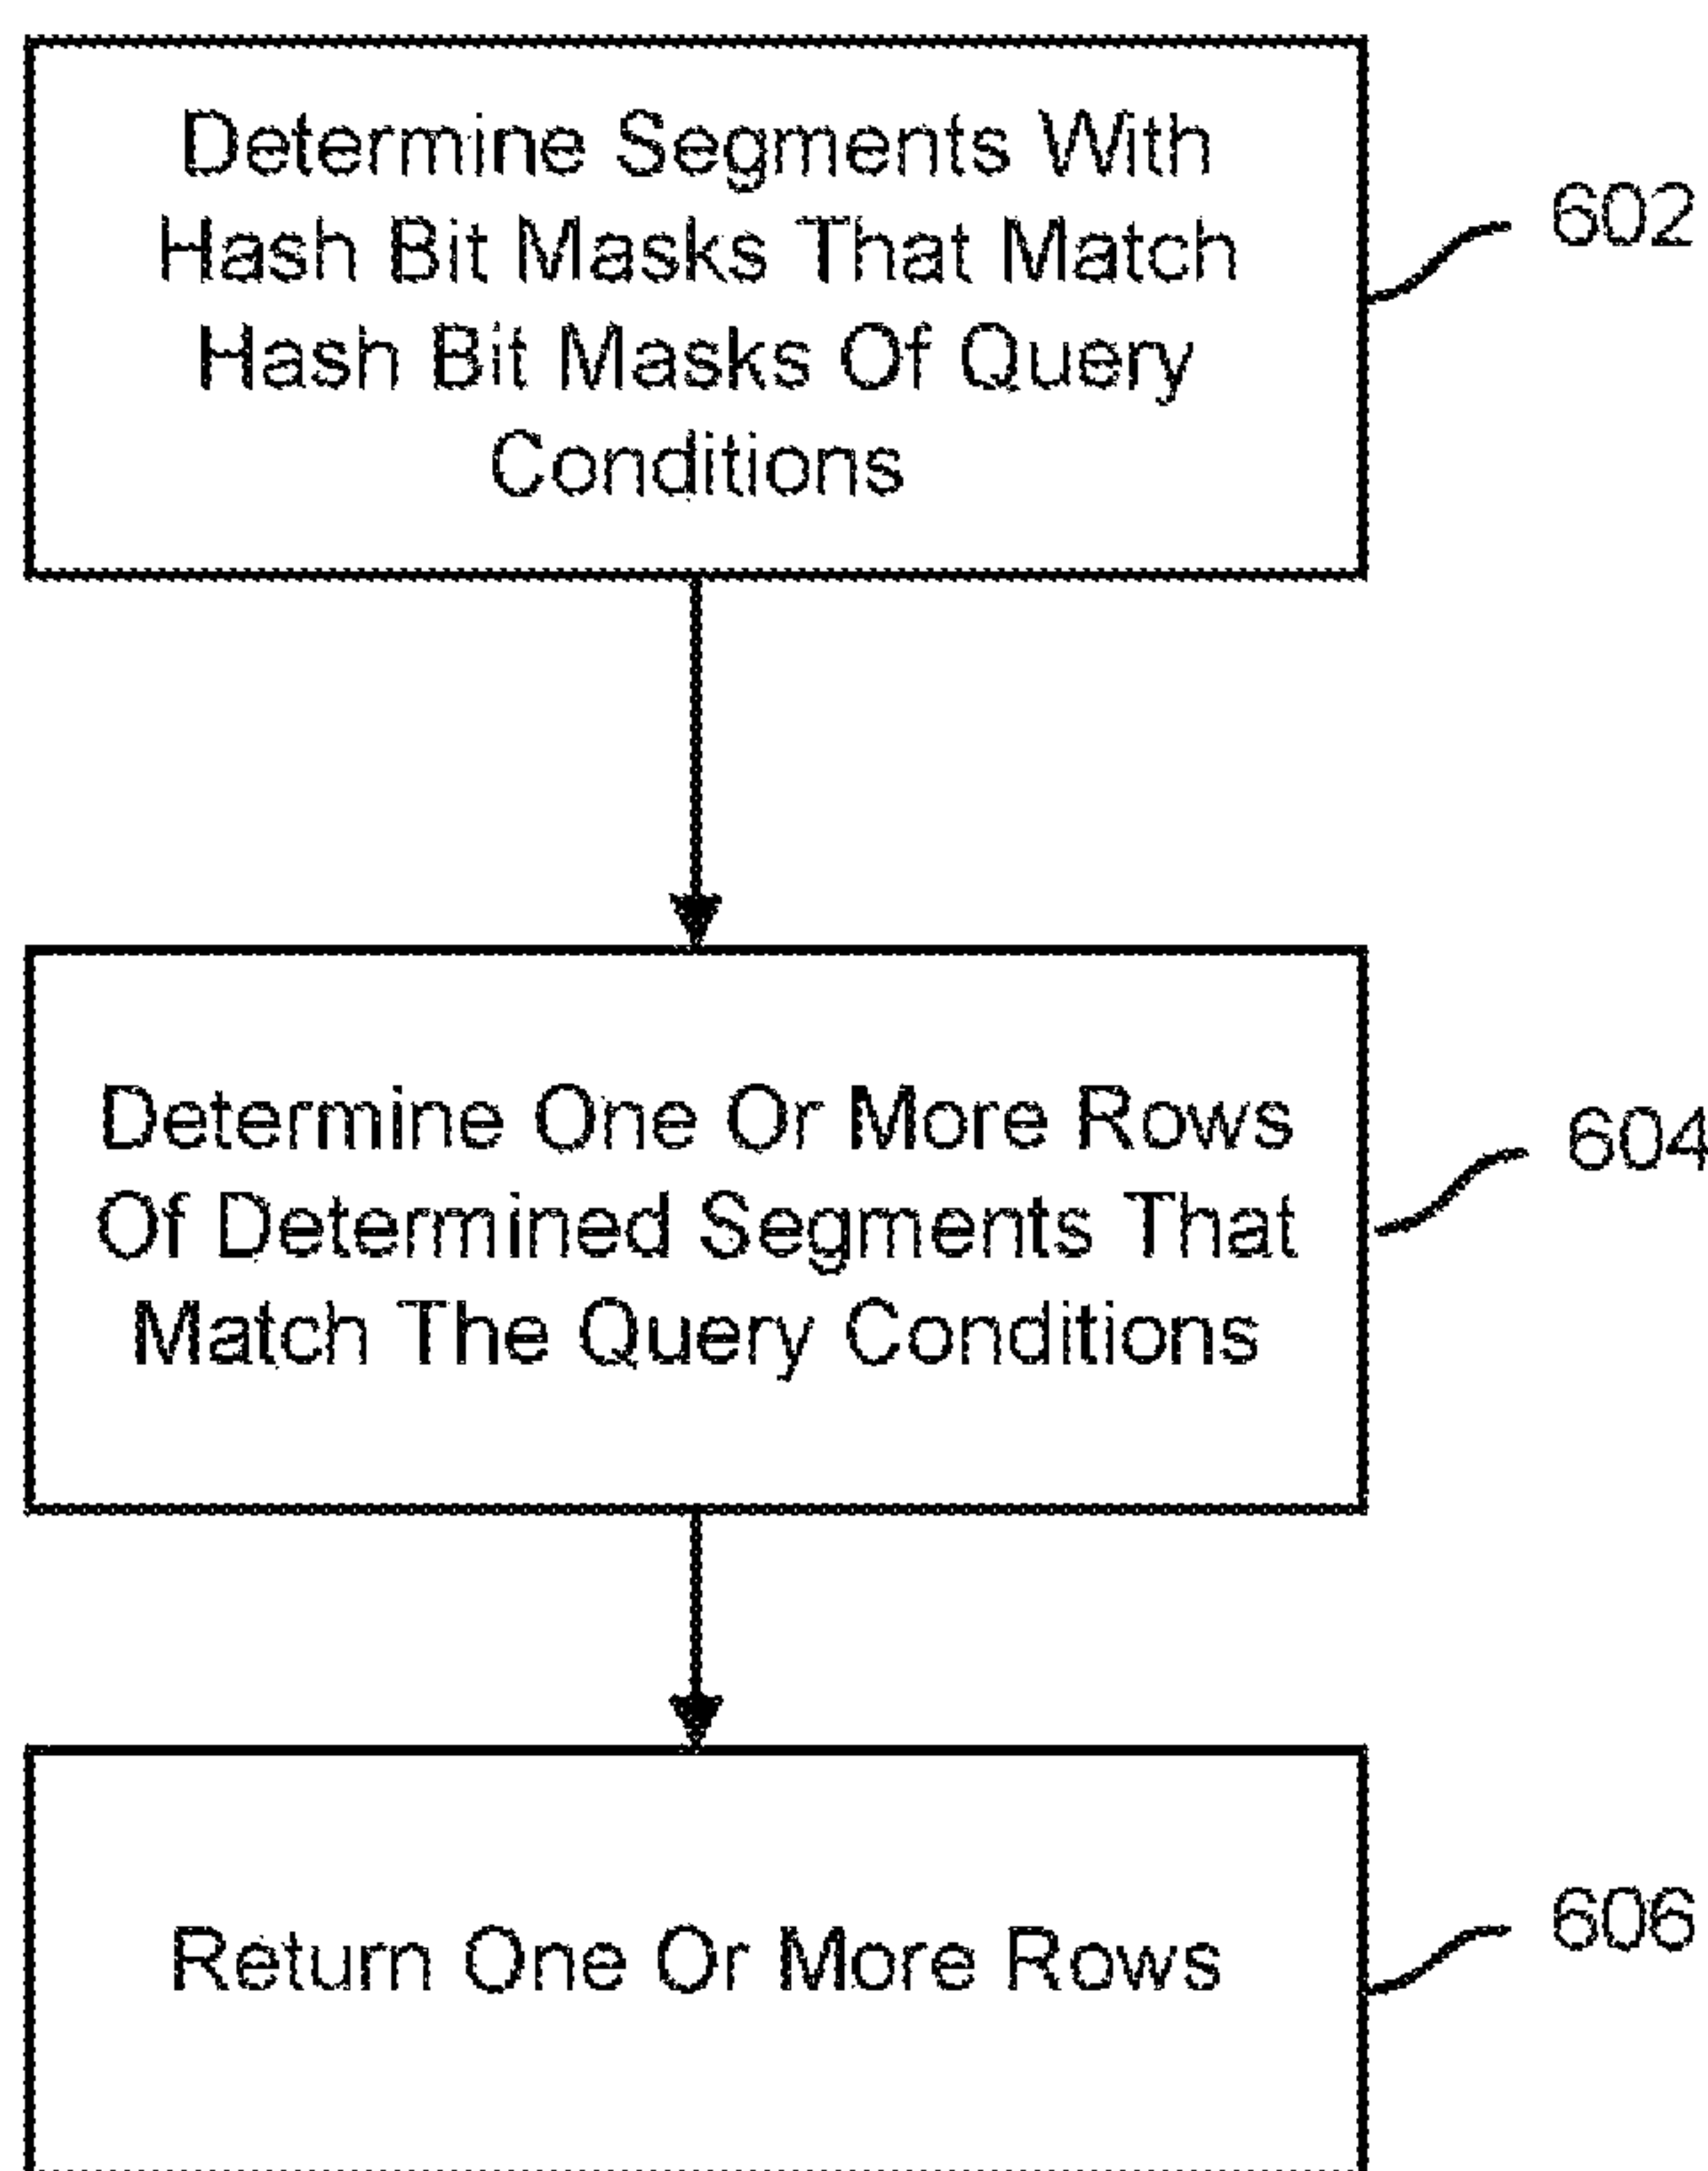 Determine Segments With
Hash Bit Masks That Match
Hash Bit Masks Of Query
Conditions
602
Determine One Or More Rows
Of Determined Segments That
Match The Query Conditions
604
Return One Or More Rows
606